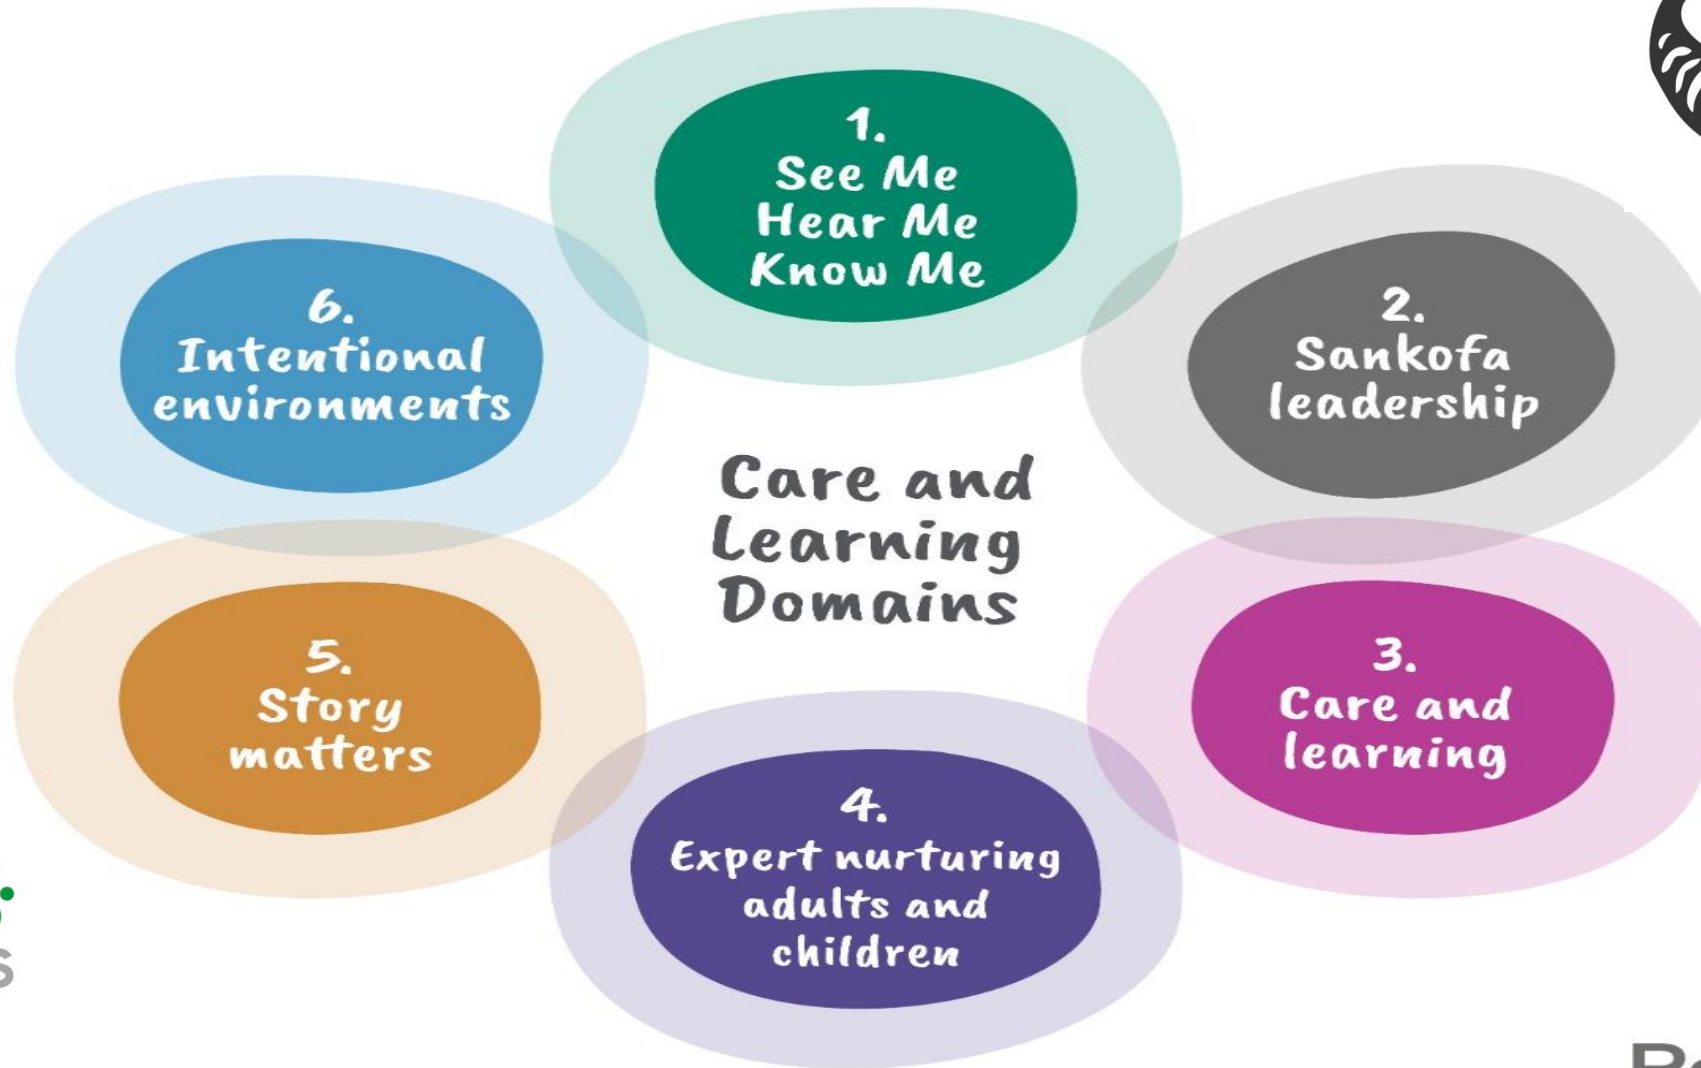 1.
See Me
Hear Me
Know Me
2.
Sankofa
leadership
6.
Intentional
environments
Care and
Learning
Domains
3.
Care and
learning
5.
Story
matters
4.
Expert nurturing
adults and
children